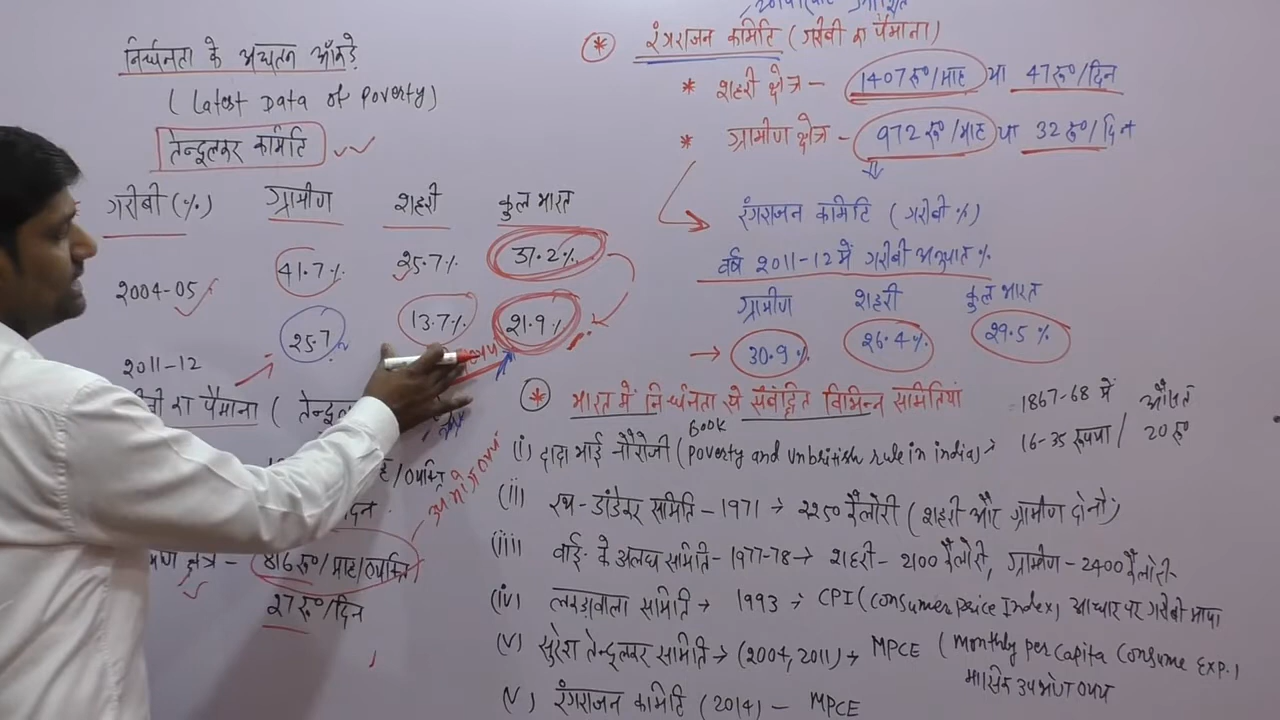 निर्धनता के अद्यतन आँकड़े
(Latest Data of Poverty)
तेन्दुलकर कमिटि
गरीबी (%) ग्रामीण शहरी कुल भारत
2004-05 41.7% 25.7% 37.2%
2011-12 25.7 13.7% 21.9%
पैमाना (
816 रु०/माह/व्यक्ति
27 रु०/दिन
* रंगराजन कमिटि (गरीबी का पैमाना)
* शहरी क्षेत्र - 1407 रु०/माह या 47 रु०/दिन
* ग्रामीण क्षेत्र - 972 रु०/माह या 32 रु०/दिन
रंगराजन कमिटि (गरीबी %)
वर्ष 2011-12 में गरीबी अनुपात %
ग्रामीण शहरी कुल भारत
→ 30.9% 26.4% 29.5%
* भारत में निर्धनता से संबंद्दित विभिन्न समितियां
Book
1867-68 में औसत
(i) दादा भाई नौरोजी (Poverty and unbritish rule in india) → 16-35 रूपया / 20 रु०
(ii) रथ-डांडेकर समिति - 1971 → 2250 कैलोरी (शहरी और ग्रामीण दोनों)
(iii) वाई के अलघ समिति - 1977-78 → शहरी - 2100 कैलोरी, ग्रामीण - 2400 कैलोरी
(iv) लकड़ावाला समिति → 1993 → CPI (Consumer price Index) आधार पर गरीबी मापा
(v) सुरेश तेन्दुलकर समिति → (2004, 2011) → MPCE (Monthly per Capita Consume Exp.)
मासिक उपभोग व्यय
(v) रंगराजन कमिटि (2014) - MPCE